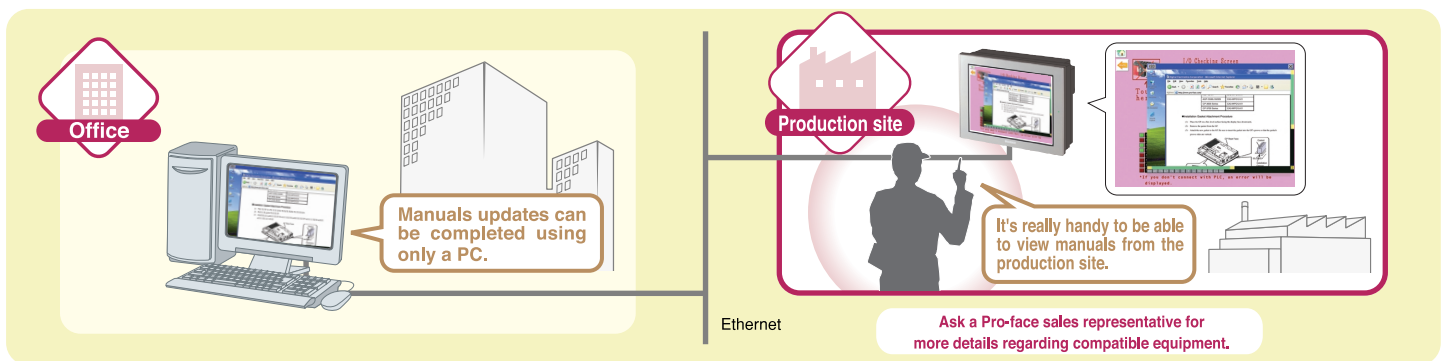 Office
Manuals updates can
be completed using
only a PC.
Ethernet
Production site
I/O Checking Screen
*If you don't connect with PLC, an error will be
displayed.
It's really handy to be able
to view manuals from the
production site.
Ask a Pro-face sales representative for
more details regarding compatible equipment.